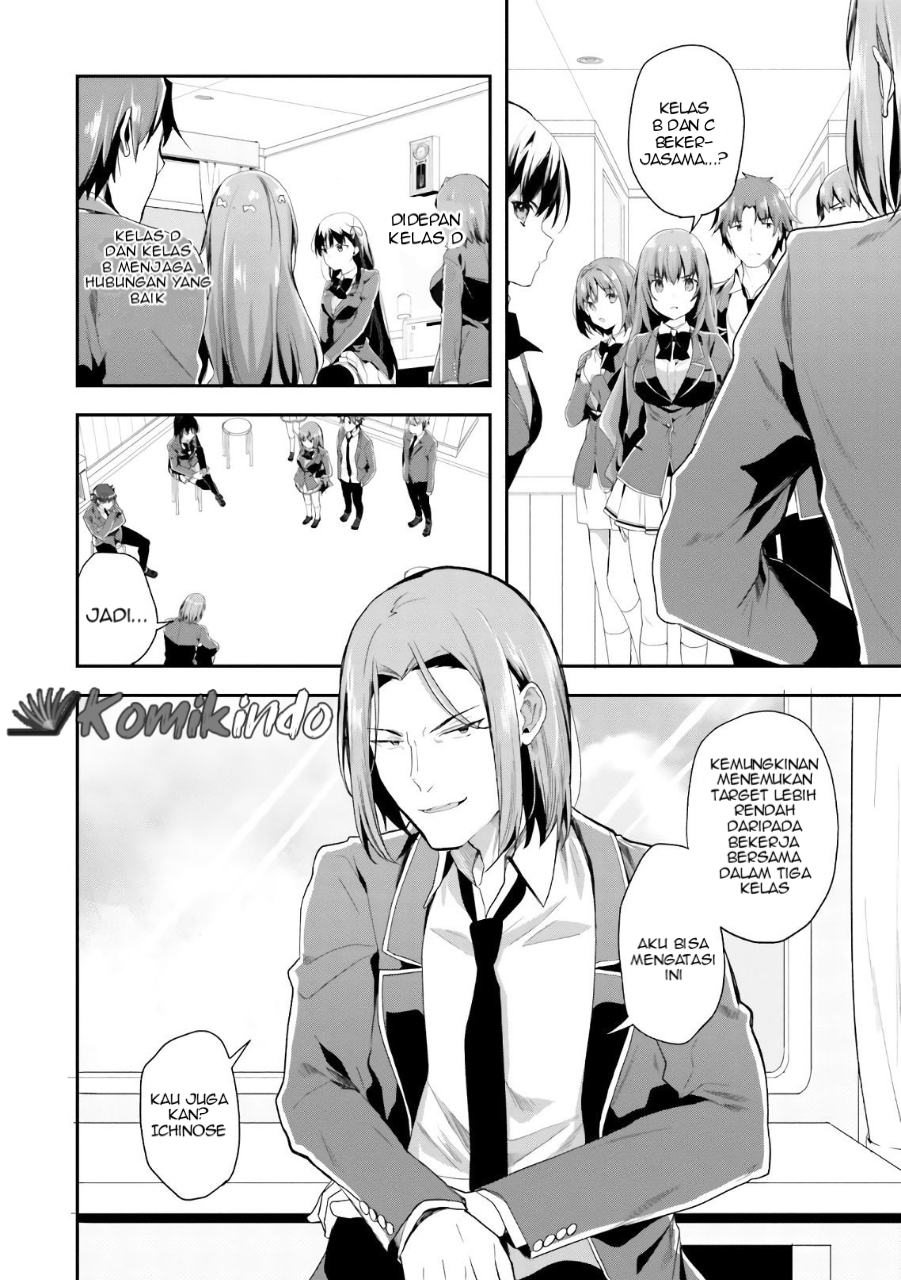 KELAS
B DAN C
BEKER-
JASAMA...?
DIDEPAN
KELAS D
KELAS D
DAN KELAS
B MENJAGA
HUBUNGAN YANG
BAIK
JADI...
Komikindo
KEMUNGKINAN
MENEMUKAN
TARGET LEBIH
RENDAH
DARIPADA
BEKERJA
BERSAMA
DALAM TIGA
KELAS
AKU BISA
MENGATASI
INI
KAU JUGA
KAN?
ICHINOSE